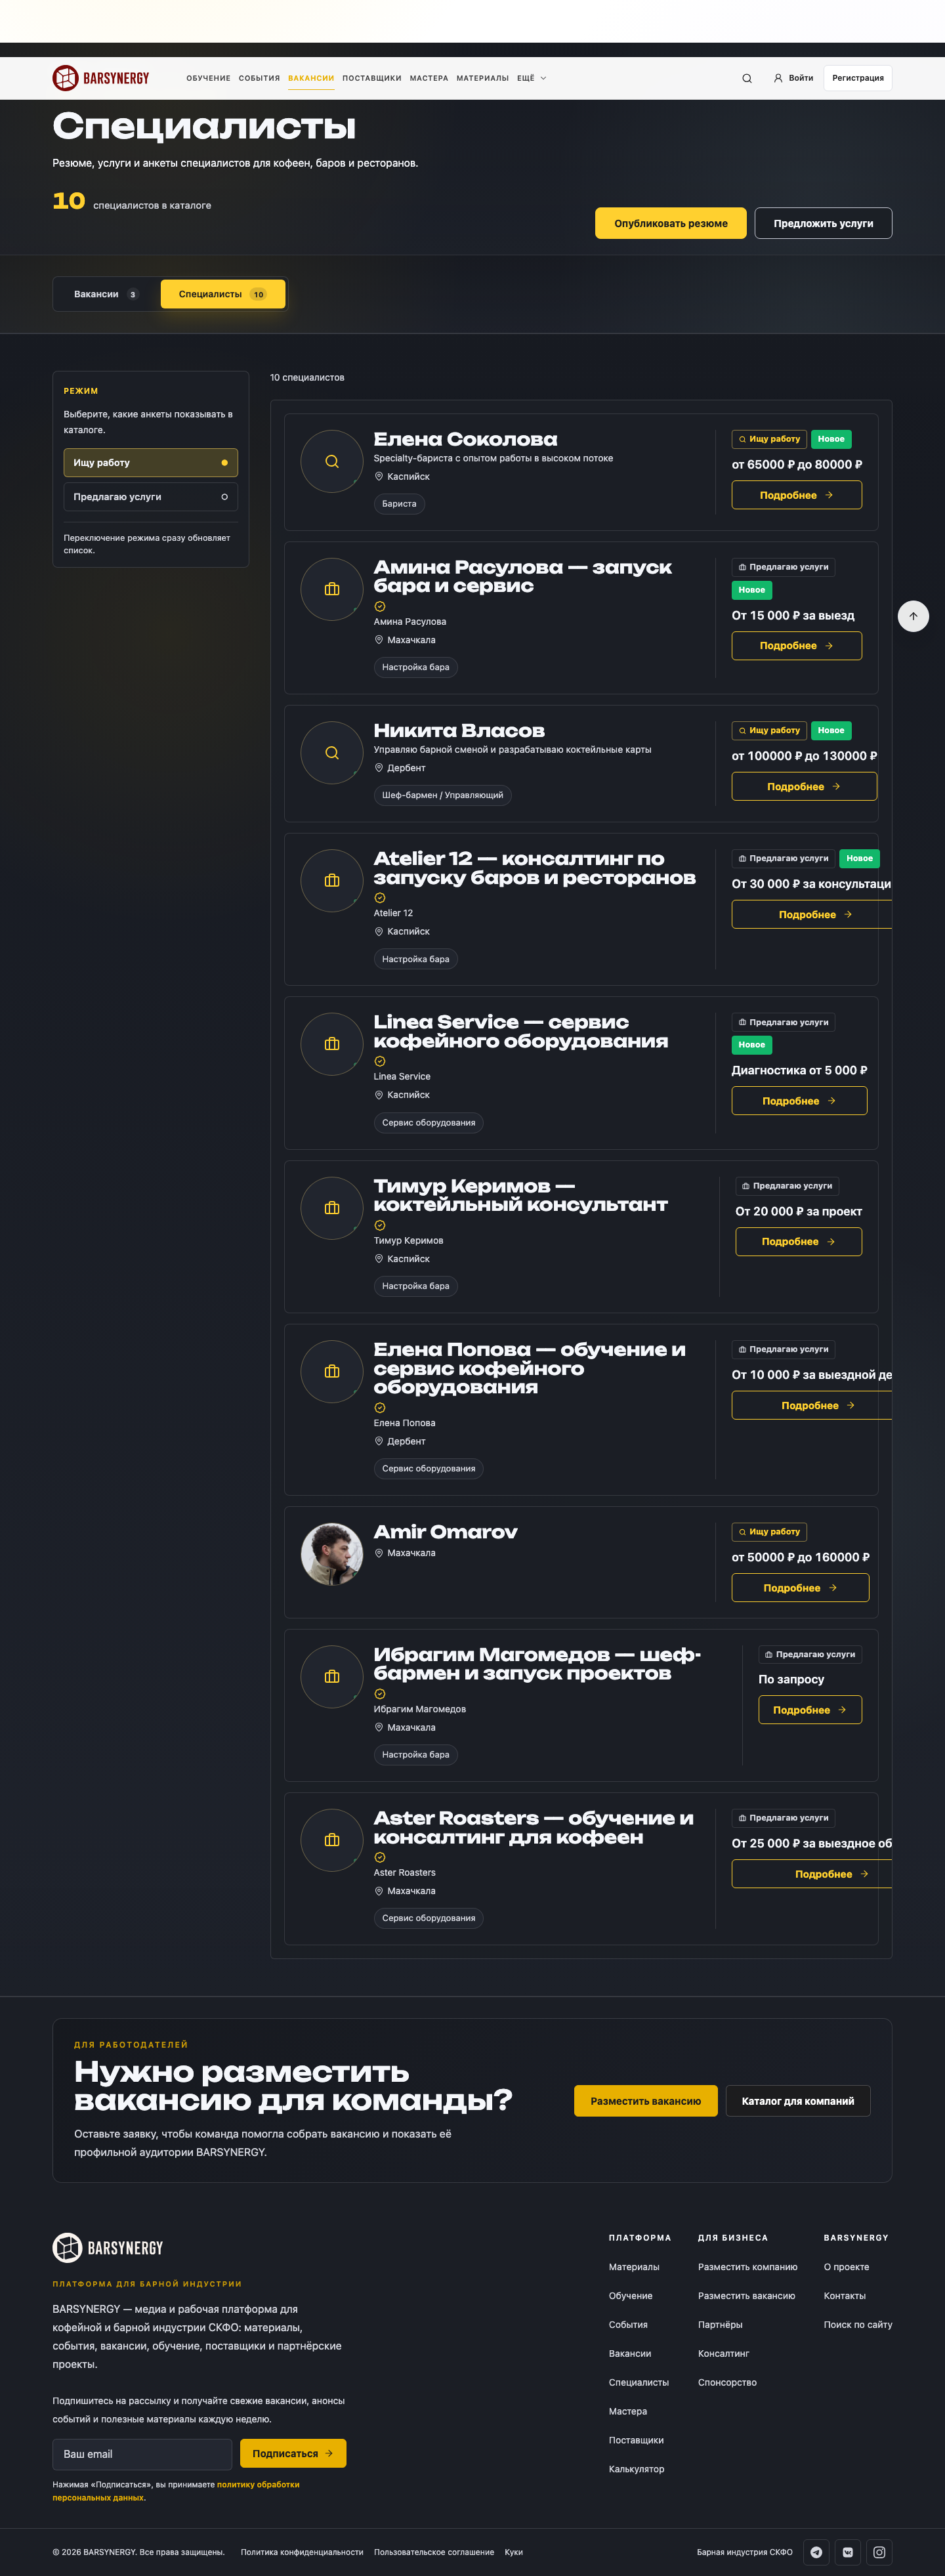 BARSYNERGY
ОБУЧЕНИЕ СОБЫТИЯ ВАКАНСИИ ПОСТАВЩИКИ МАСТЕРА МАТЕРИАЛЫ ЕЩЁ
Войти
Регистрация
Специалисты
Резюме, услуги и анкеты специалистов для кофеен, баров и ресторанов.
10 специалистов в каталоге
Опубликовать резюме
Предложить услуги
Вакансии 3
Специалисты 10
РЕЖИМ
Выберите, какие анкеты показывать в
каталоге.
Ищу работу
Предлагаю услуги
Переключение режима сразу обновляет
список.
10 специалистов
Елена Соколова
Specialty-бариста с опытом работы в высоком потоке
Каспийск
Бариста
Ищу работу
Новое
от 65000 ₽ до 80000 ₽
Подробнее
Амина Расулова — запуск
бара и сервис
Амина Расулова
Махачкала
Настройка бара
Предлагаю услуги
Новое
От 15 000 ₽ за выезд
Подробнее
Никита Власов
Управляю барной сменой и разрабатываю коктейльные карты
Дербент
Шеф-бармен / Управляющий
Ищу работу
Новое
от 100000 ₽ до 130000 ₽
Подробнее
Atelier 12 — консалтинг по
запуску баров и ресторанов
Atelier 12
Каспийск
Настройка бара
Предлагаю услуги
Новое
От 30 000 ₽ за консультаци
Подробнее
Linea Service — сервис
кофейного оборудования
Linea Service
Каспийск
Сервис оборудования
Предлагаю услуги
Новое
Диагностика от 5 000 ₽
Подробнее
Тимур Керимов —
коктейльный консультант
Тимур Керимов
Каспийск
Настройка бара
Предлагаю услуги
От 20 000 ₽ за проект
Подробнее
Елена Попова — обучение и
сервис кофейного
оборудования
Елена Попова
Дербент
Сервис оборудования
Предлагаю услуги
От 10 000 ₽ за выездной де
Подробнее
Amir Omarov
Махачкала
Ищу работу
от 50000 ₽ до 160000 ₽
Подробнее
Ибрагим Магомедов — шеф-
бармен и запуск проектов
Ибрагим Магомедов
Махачкала
Настройка бара
Предлагаю услуги
По запросу
Подробнее
Aster Roasters — обучение и
консалтинг для кофеен
Aster Roasters
Махачкала
Сервис оборудования
Предлагаю услуги
От 25 000 ₽ за выездное об
Подробнее
ДЛЯ РАБОТОДАТЕЛЕЙ
Нужно разместить
вакансию для команды?
Оставьте заявку, чтобы команда помогла собрать вакансию и показать её
профильной аудитории BARSYNERGY.
Разместить вакансию
Каталог для компаний
BARSYNERGY
ПЛАТФОРМА ДЛЯ БАРНОЙ ИНДУСТРИИ
BARSYNERGY — медиа и рабочая платформа для
кофейной и барной индустрии СКФО: материалы,
события, вакансии, обучение, поставщики и партнёрские
проекты.
Подпишитесь на рассылку и получайте свежие вакансии, анонсы
событий и полезные материалы каждую неделю.
Ваш email
Подписаться
Нажимая «Подписаться», вы принимаете политику обработки
персональных данных.
ПЛАТФОРМА
Материалы
Обучение
События
Вакансии
Специалисты
Мастера
Поставщики
Калькулятор
ДЛЯ БИЗНЕСА
Разместить компанию
Разместить вакансию
Партнёры
Консалтинг
Спонсорство
BARSYNERGY
О проекте
Контакты
Поиск по сайту
© 2026 BARSYNERGY. Все права защищены.
Политика конфиденциальности
Пользовательское соглашение
Куки
Барная индустрия СКФО